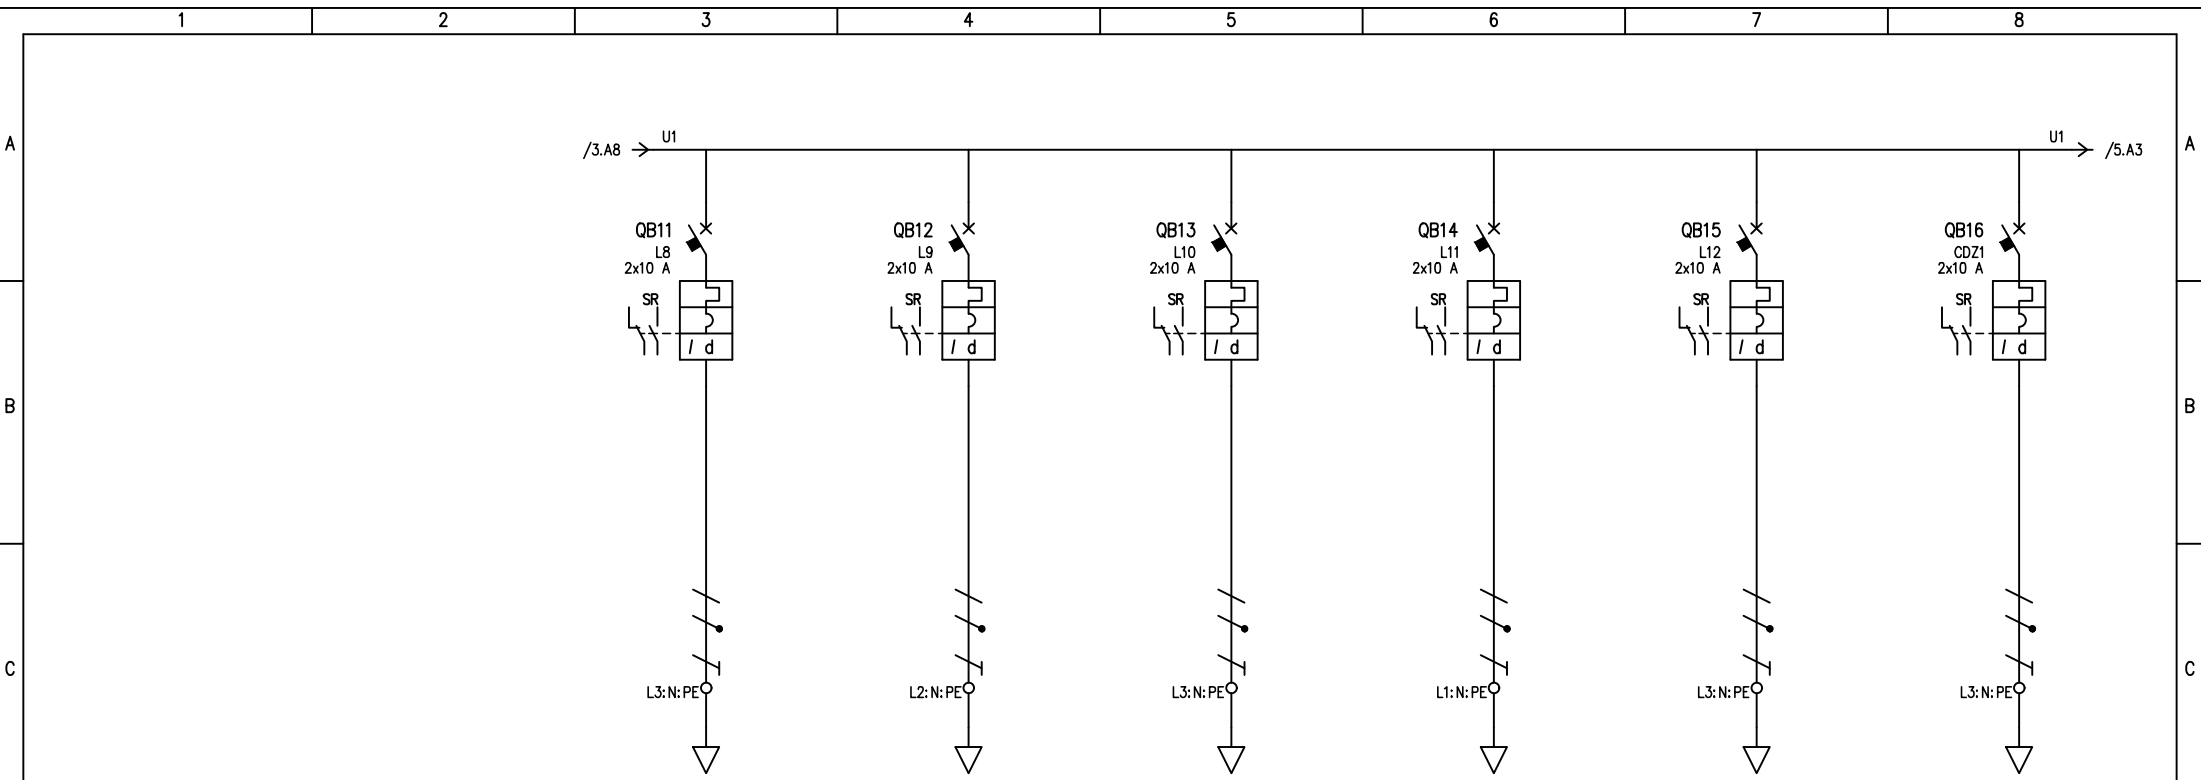 1 2 3 4 5 6 7 8
A A
/3.A8 U1 U1 /5.A3
QB11 QB12 QB13 QB14 QB15 QB16
L8 L9 L10 L11 L12 CDZ1
2x10 A 2x10 A 2x10 A 2x10 A 2x10 A 2x10 A
SR SR SR SR SR SR
I d I d I d I d I d I d
B B
C C
L3:N:PE L2:N:PE L3:N:PE L1:N:PE L3:N:PE L3:N:PE